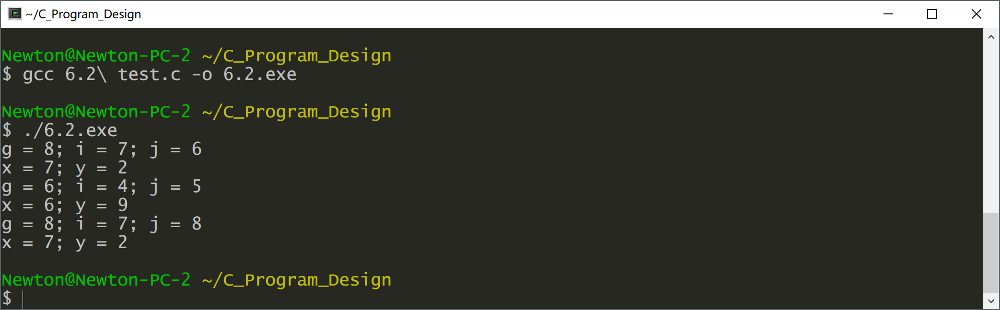 ~/C_Program_Design
Newton@Newton-PC-2 ~/C_Program_Design
$ gcc 6.2\ test.c -o 6.2.exe
Newton@Newton-PC-2 ~/C_Program_Design
$ ./6.2.exe
g = 8; i = 7; j = 6
x = 7; y = 2
g = 6; i = 4; j = 5
x = 6; y = 9
g = 8; i = 7; j = 8
x = 7; y = 2
Newton@Newton-PC-2 ~/C_Program_Design
$